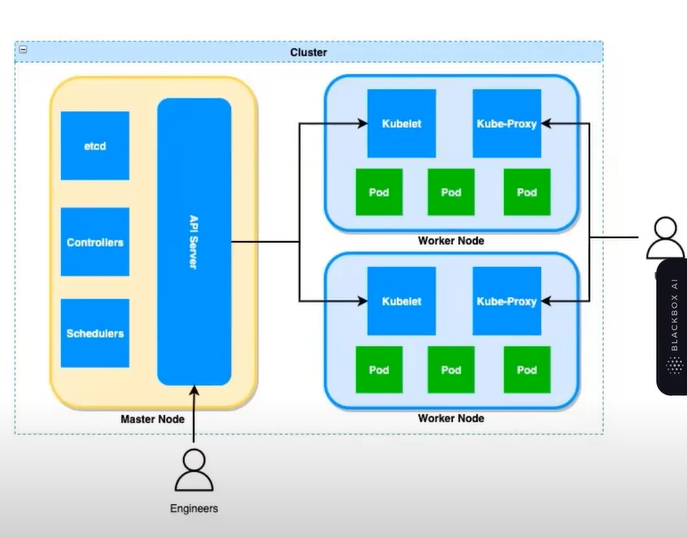 Cluster
etcd
Controllers
Schedulers
API Server
Master Node
Engineers
Kubelet
Kube-Proxy
Pod
Pod
Pod
Worker Node
Kubelet
Kube-Proxy
Pod
Pod
Pod
Worker Node
BLACKBOX AI